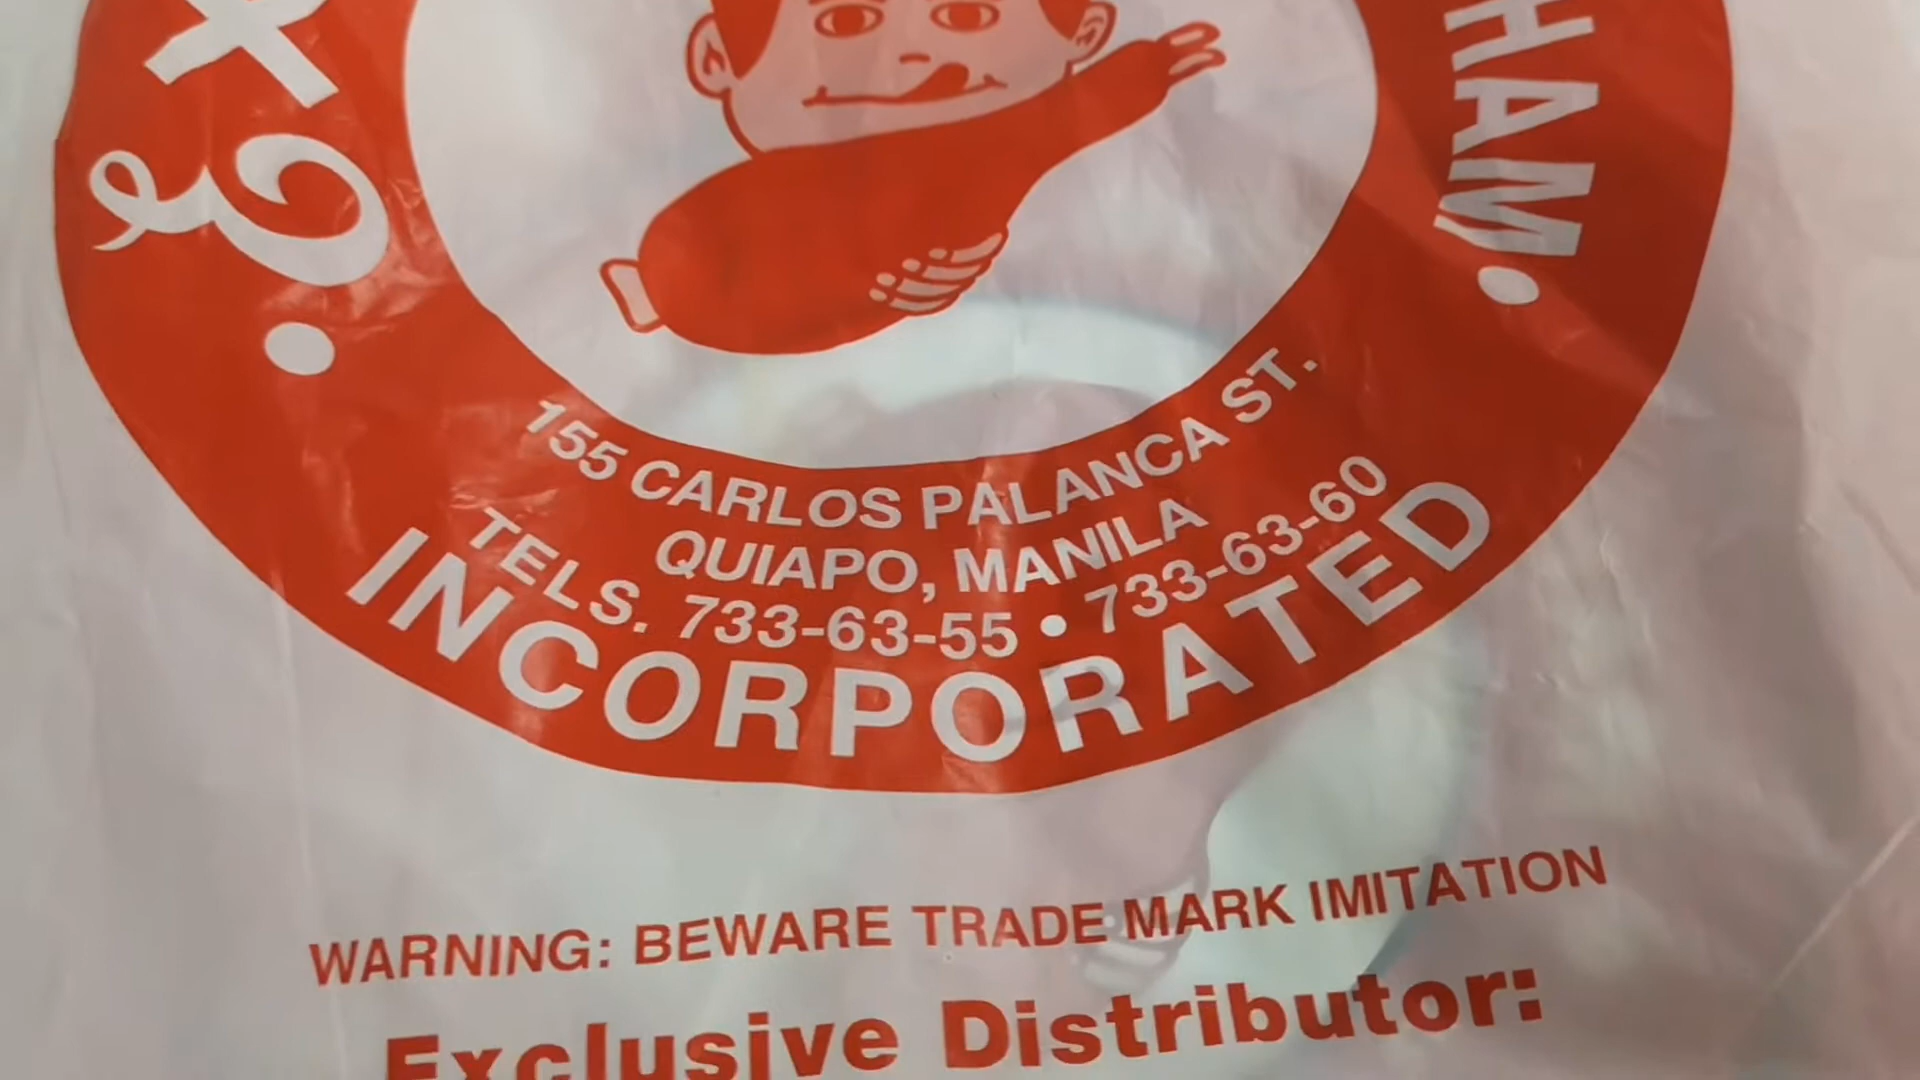 HAM
155 CARLOS PALANCA ST.
QUIAPO, MANILA
TELS. 733-63-55 • 733-63-60
INCORPORATED
WARNING: BEWARE TRADE MARK IMITATION
Exclusive Distributor: